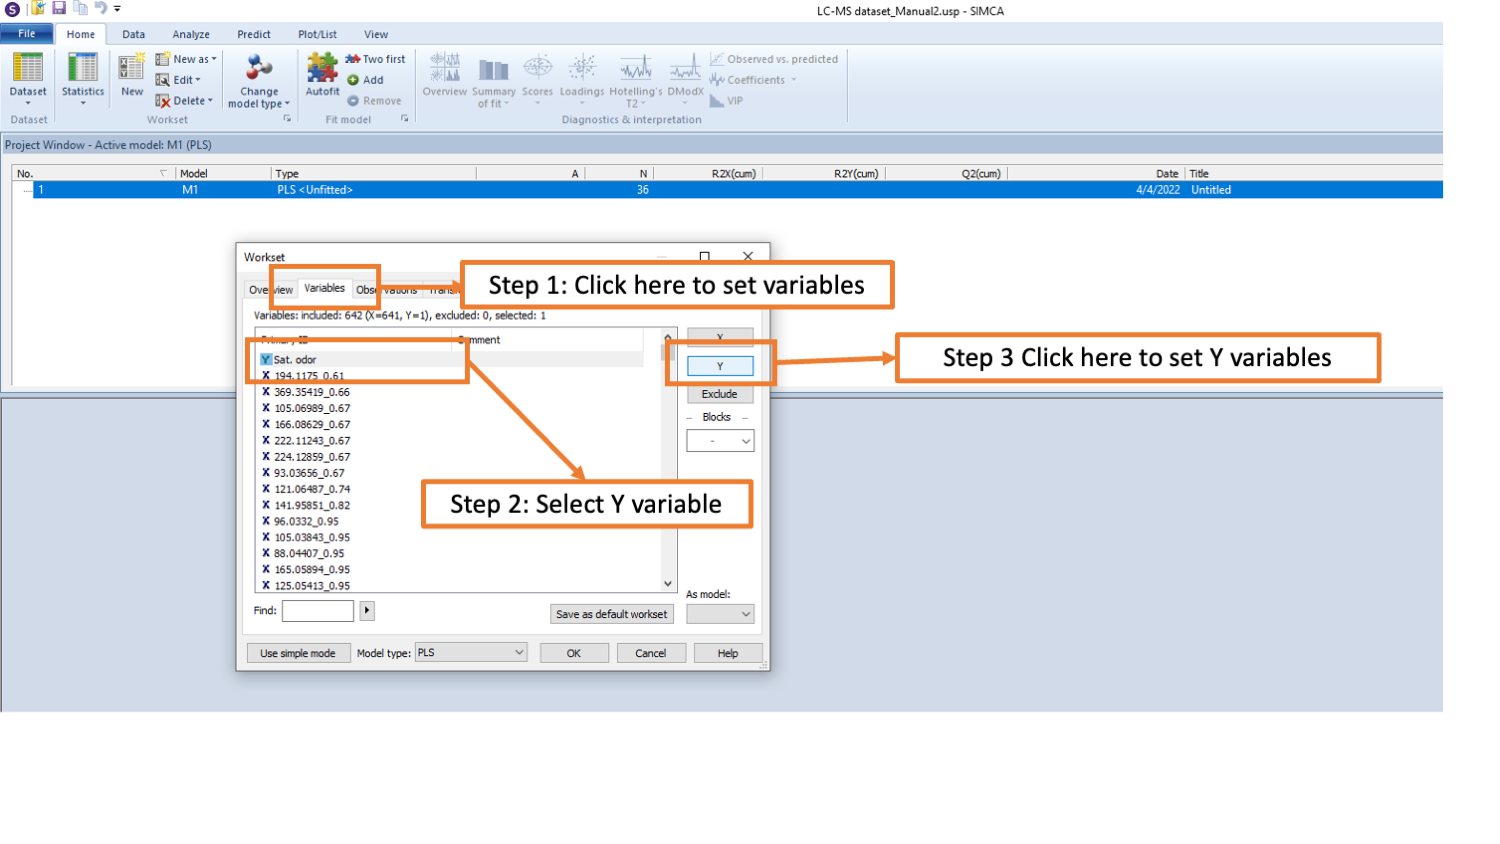 S
LC-MS dataset_Manual2.usp - SIMCA
File Home Data Analyze Predict Plot/List View
Dataset
Statistics
New
New as
Edit
Delete
Change
model type
Autofit
Two first
Add
Remove
Overview
Summary
of fit
Scores
Loadings
Hotelling's
T2
DModX
Observed vs. predicted
Coefficients
VIP
Dataset Workset Fit model Diagnostics & interpretation
Project Window - Active model: M1 (PLS)
No. Model Type A N R2X(cum) R2Y(cum) Q2(cum) Date Title
1 M1 PLS <Unfitted> 36 4/4/2022 Untitled
Workset
Step 1: Click here to set variables
Overview Variables Observations
Variables: included: 642 (X=641, Y=1), excluded: 0, selected: 1
Primary ID Comment
X
Y Sat. odor
Y
Step 3 Click here to set Y variables
X 194.1175_0.61
X 369.35419_0.66
Exclude
X 105.06989_0.67
Blocks
X 166.08629_0.67
X 222.11243_0.67
-
X 224.12859_0.67
X 93.03656_0.67
X 121.06487_0.74
X 141.95851_0.82
Step 2: Select Y variable
X 96.0332_0.95
X 105.03843_0.95
X 88.04407_0.95
X 165.05894_0.95
X 125.05413_0.95
As model:
Find:
Save as default workset
Use simple mode Model type: PLS OK Cancel Help